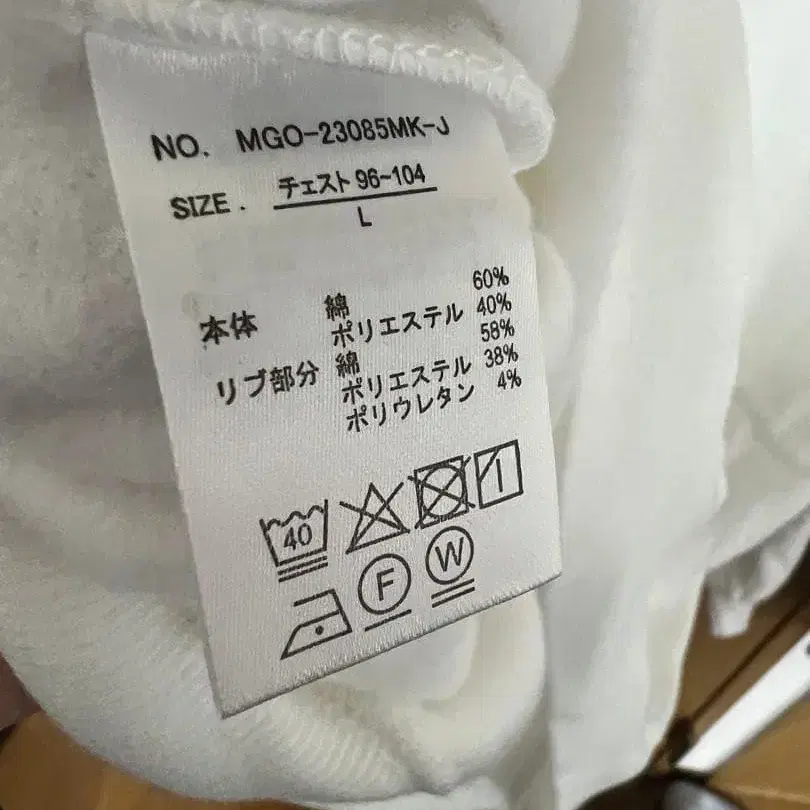 NO. MGO-23085MK-J
SIZE. チェスト 96-104
L
本体 綿 60%
ポリエステル 40%
リブ部分 綿 58%
ポリエステル 38%
ポリウレタン 4%
40
F W